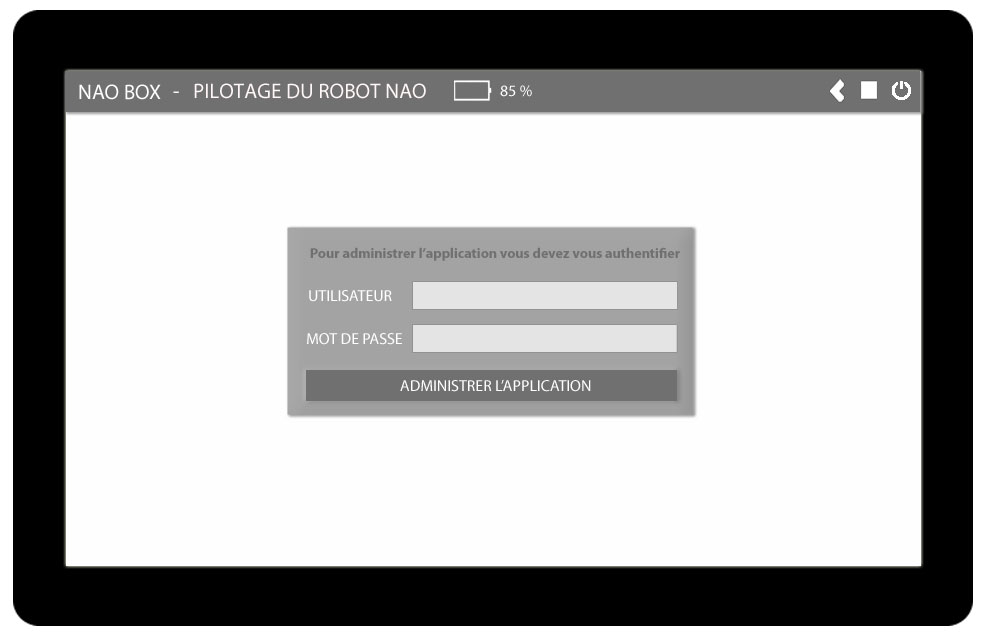 NAO BOX - PILOTAGE DU ROBOT NAO 85 %
Pour administrer l'application vous devez vous authentifier
UTILISATEUR
MOT DE PASSE
ADMINISTRER L'APPLICATION